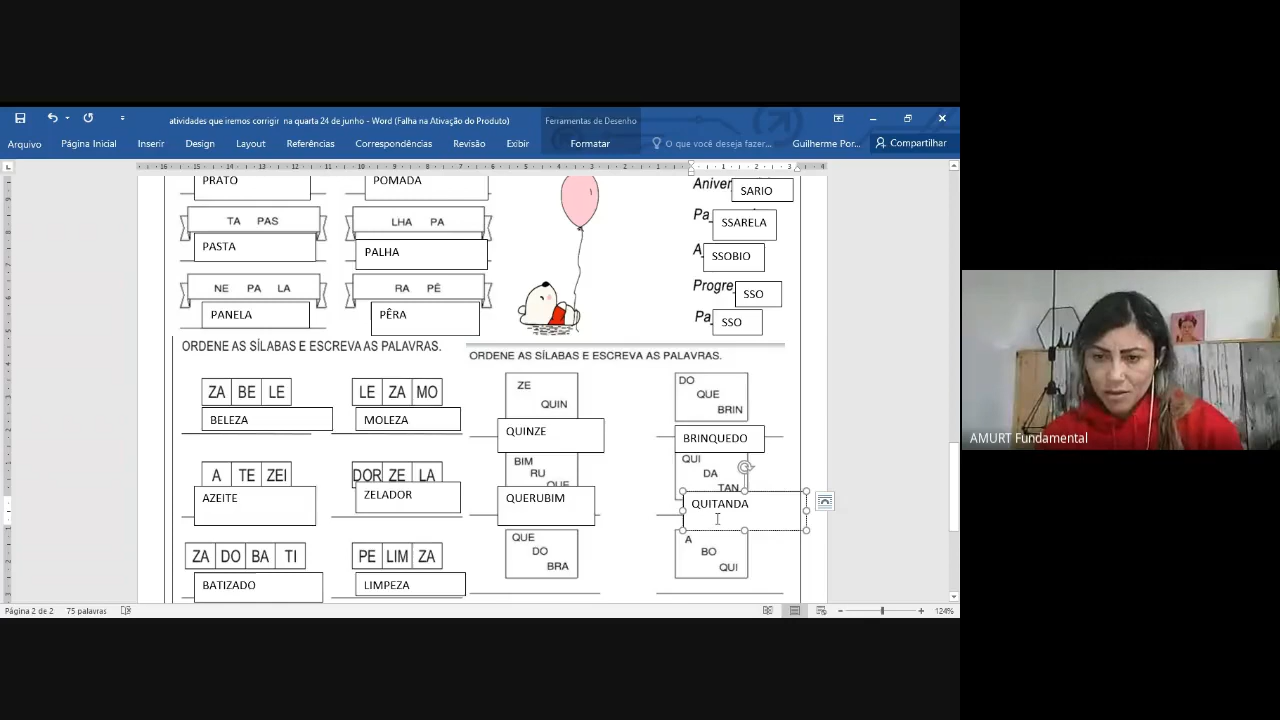 atividades que iremos corrigir na quarta 24 de junho - Word (Falha na Ativação do Produto)
Ferramentas de Desenho
Arquivo Página Inicial Inserir Design Layout Referências Correspondências Revisão Exibir Formatar O que você deseja fazer... Guilherme Por... Compartilhar
PRATO POMADA
TA PAS LHA PA
PASTA PALHA
NE PA LA RA PÊ
PANELA PÊRA
Aniver SARIO
Pa SSARELA
A SSOBIO
Progre SSO
Pa SSO
ORDENE AS SÍLABAS E ESCREVA AS PALAVRAS.
ZA BE LE LE ZA MO
BELEZA MOLEZA
A TE ZEI DOR ZE LA
AZEITE ZELADOR
ZA DO BA TI PE LIM ZA
BATIZADO LIMPEZA
ORDENE AS SÍLABAS E ESCREVA AS PALAVRAS.
ZE
QUIN
QUINZE
DO
QUE
BRIN
BRINQUEDO
BIM
RU
QUE
QUERUBIM
QUI
DA
TAN
QUITANDA
QUE
DO
BRA
A
BO
QUI
AMURT Fundamental
Página 2 de 2 75 palavras 124%